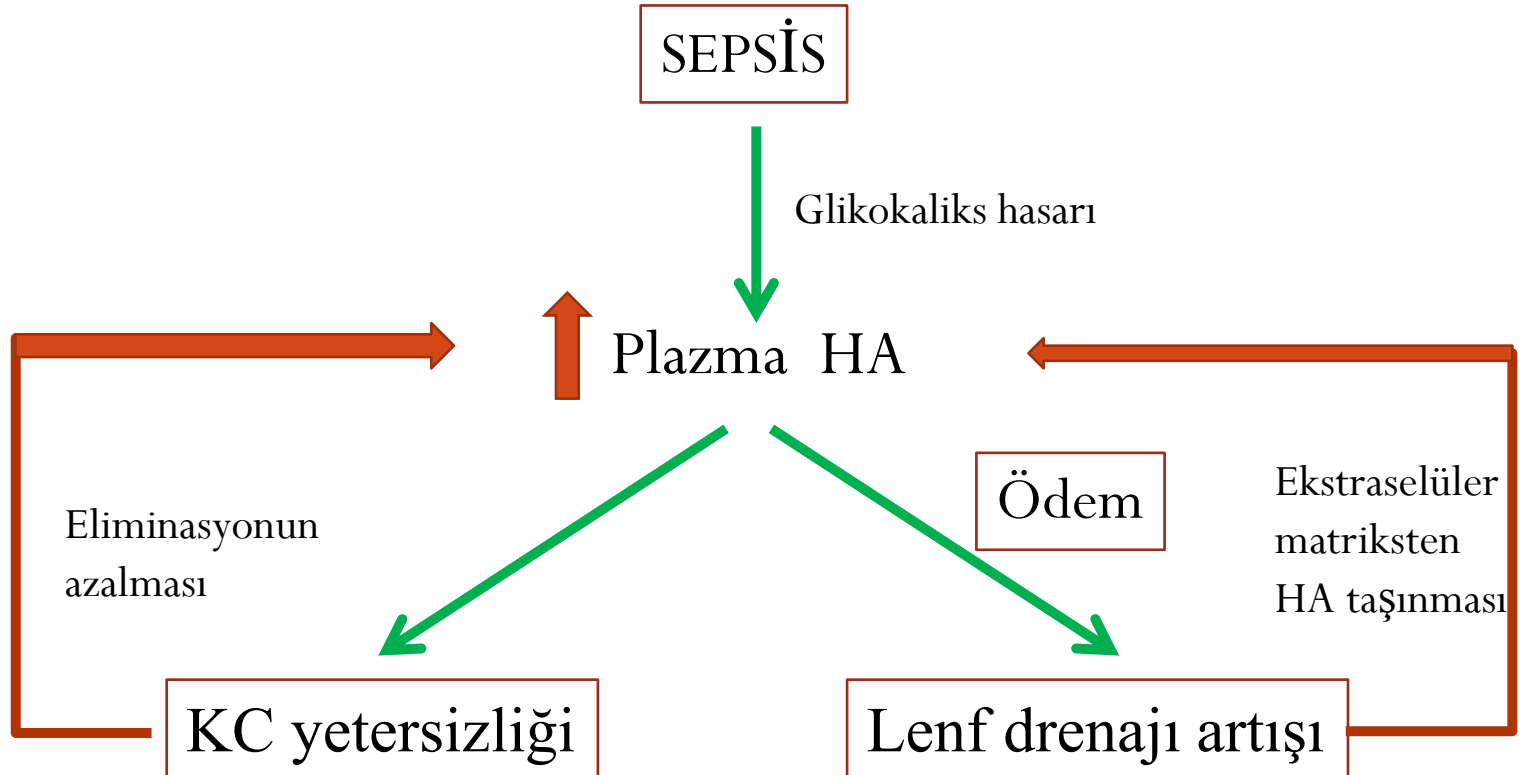 SEPSİS
Glikokaliks hasarı
Plazma HA
Ödem
Eliminasyonun
azalması
Ekstraselüler
matriksten
HA taşınması
KC yetersizliği
Lenf drenajı artışı